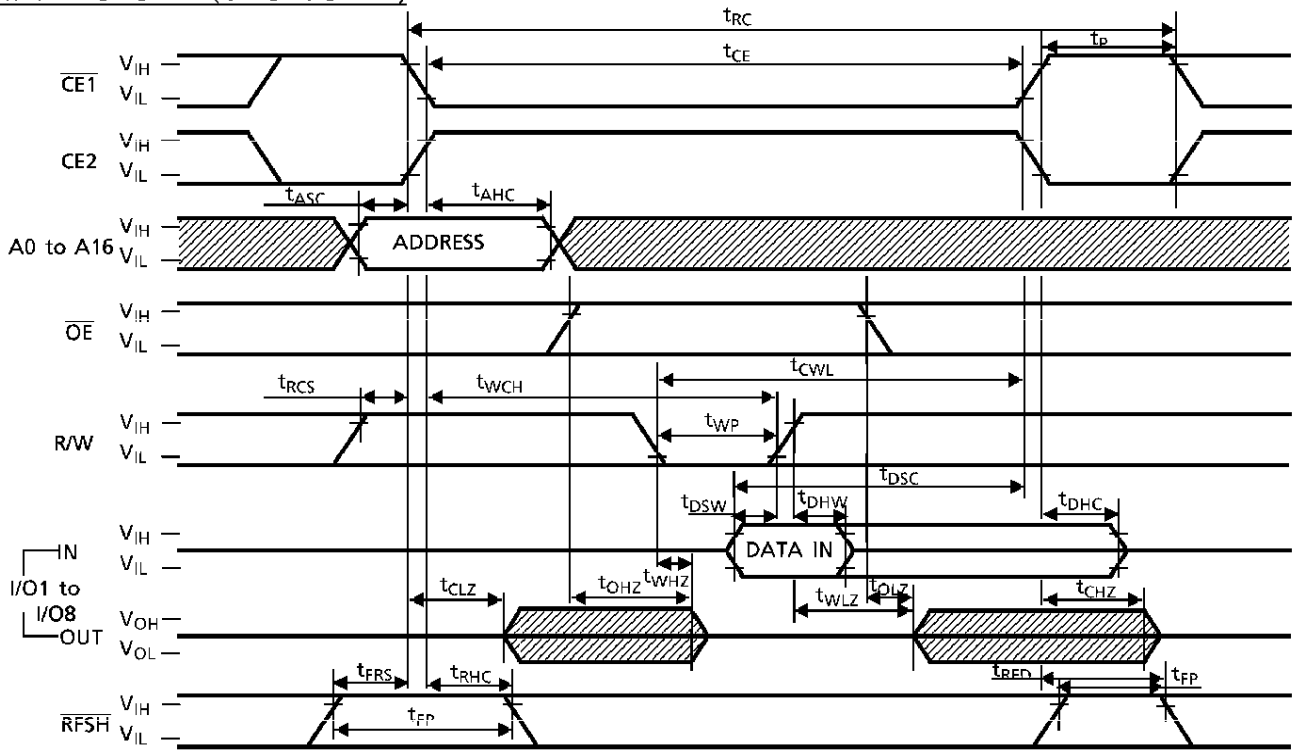 tRC
tP
tCE
CE1 VIH
VIL
CE2 VIH
VIL
tASC tAHC
A0 to A16 VIH
VIL
ADDRESS
OE VIH
VIL
tCWL
tRCS tWCH
R/W VIH
VIL
tWP
tDSC
tDSW tDHW tDHC
IN VIH
VIL
DATA IN
I/O1 to
I/O8
tCLZ tOHZ tWHZ tWLZ tOLZ tCHZ
OUT VOH
VOL
tFRS tRHC tRFD tFP
RFSH VIH
VIL
tFP